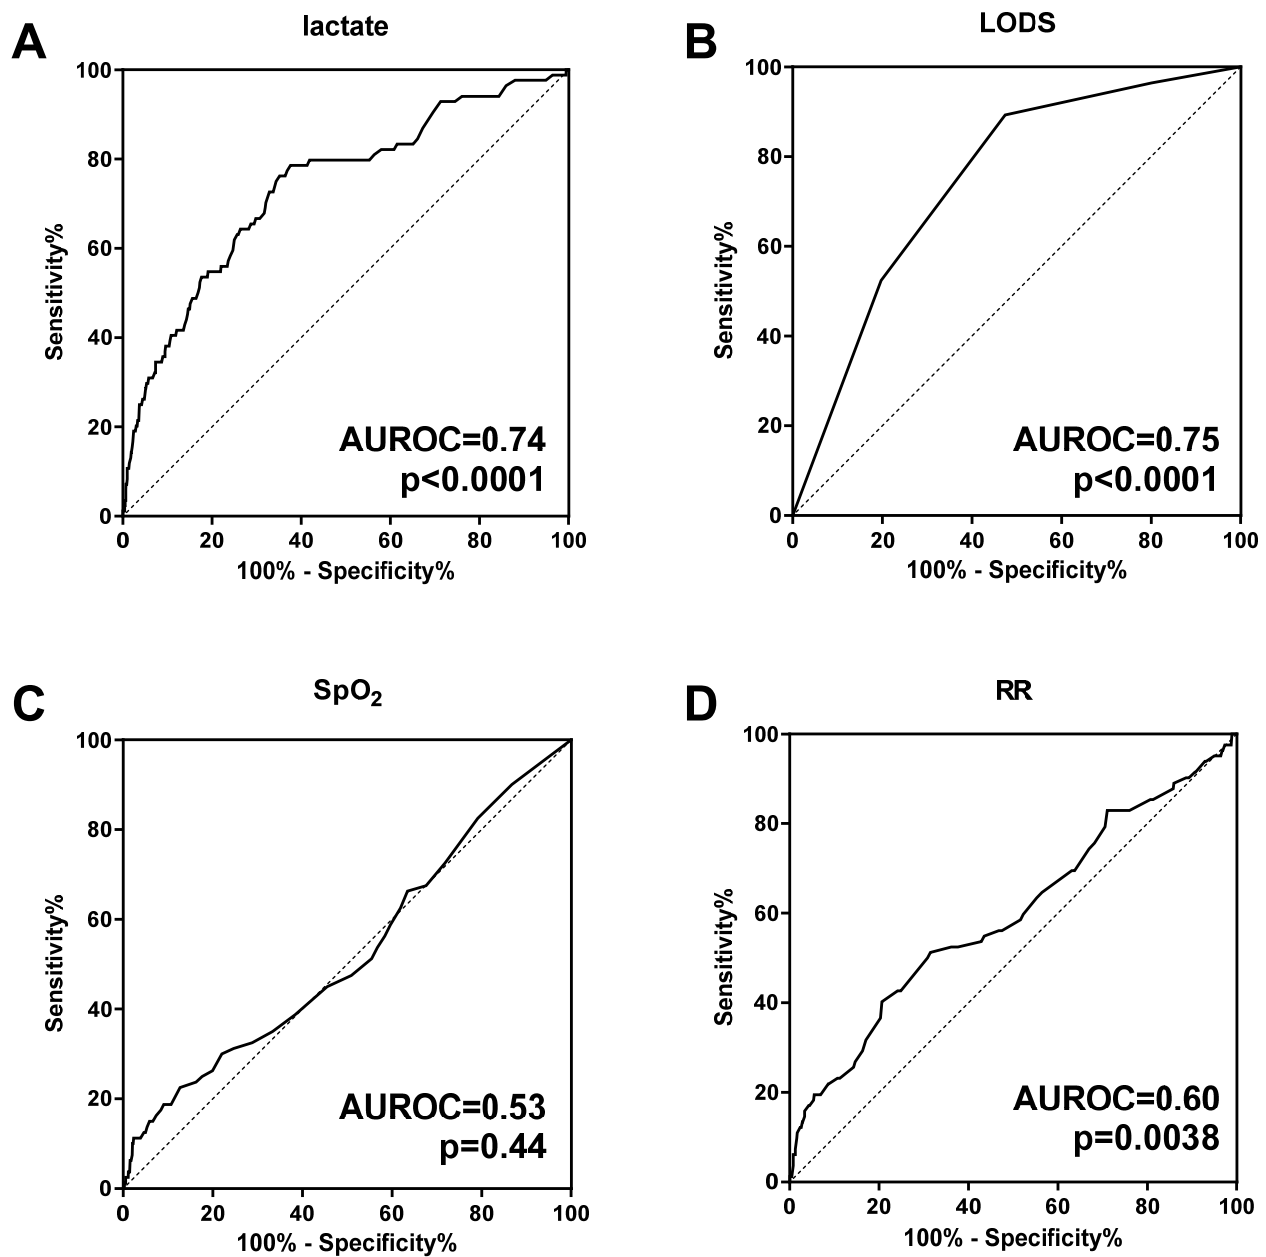 A
lactate
100
80
60
40
20
0
Sensitivity%
AUROC=0.74
p<0.0001
0 20 40 60 80 100
100% - Specificity%
B
LODS
100
80
60
40
20
0
Sensitivity%
AUROC=0.75
p<0.0001
0 20 40 60 80 100
100% - Specificity%
C
SpO2
100
80
60
40
20
0
Sensitivity%
AUROC=0.53
p=0.44
0 20 40 60 80 100
100% - Specificity%
D
RR
100
80
60
40
20
0
Sensitivity%
AUROC=0.60
p=0.0038
0 20 40 60 80 100
100% - Specificity%